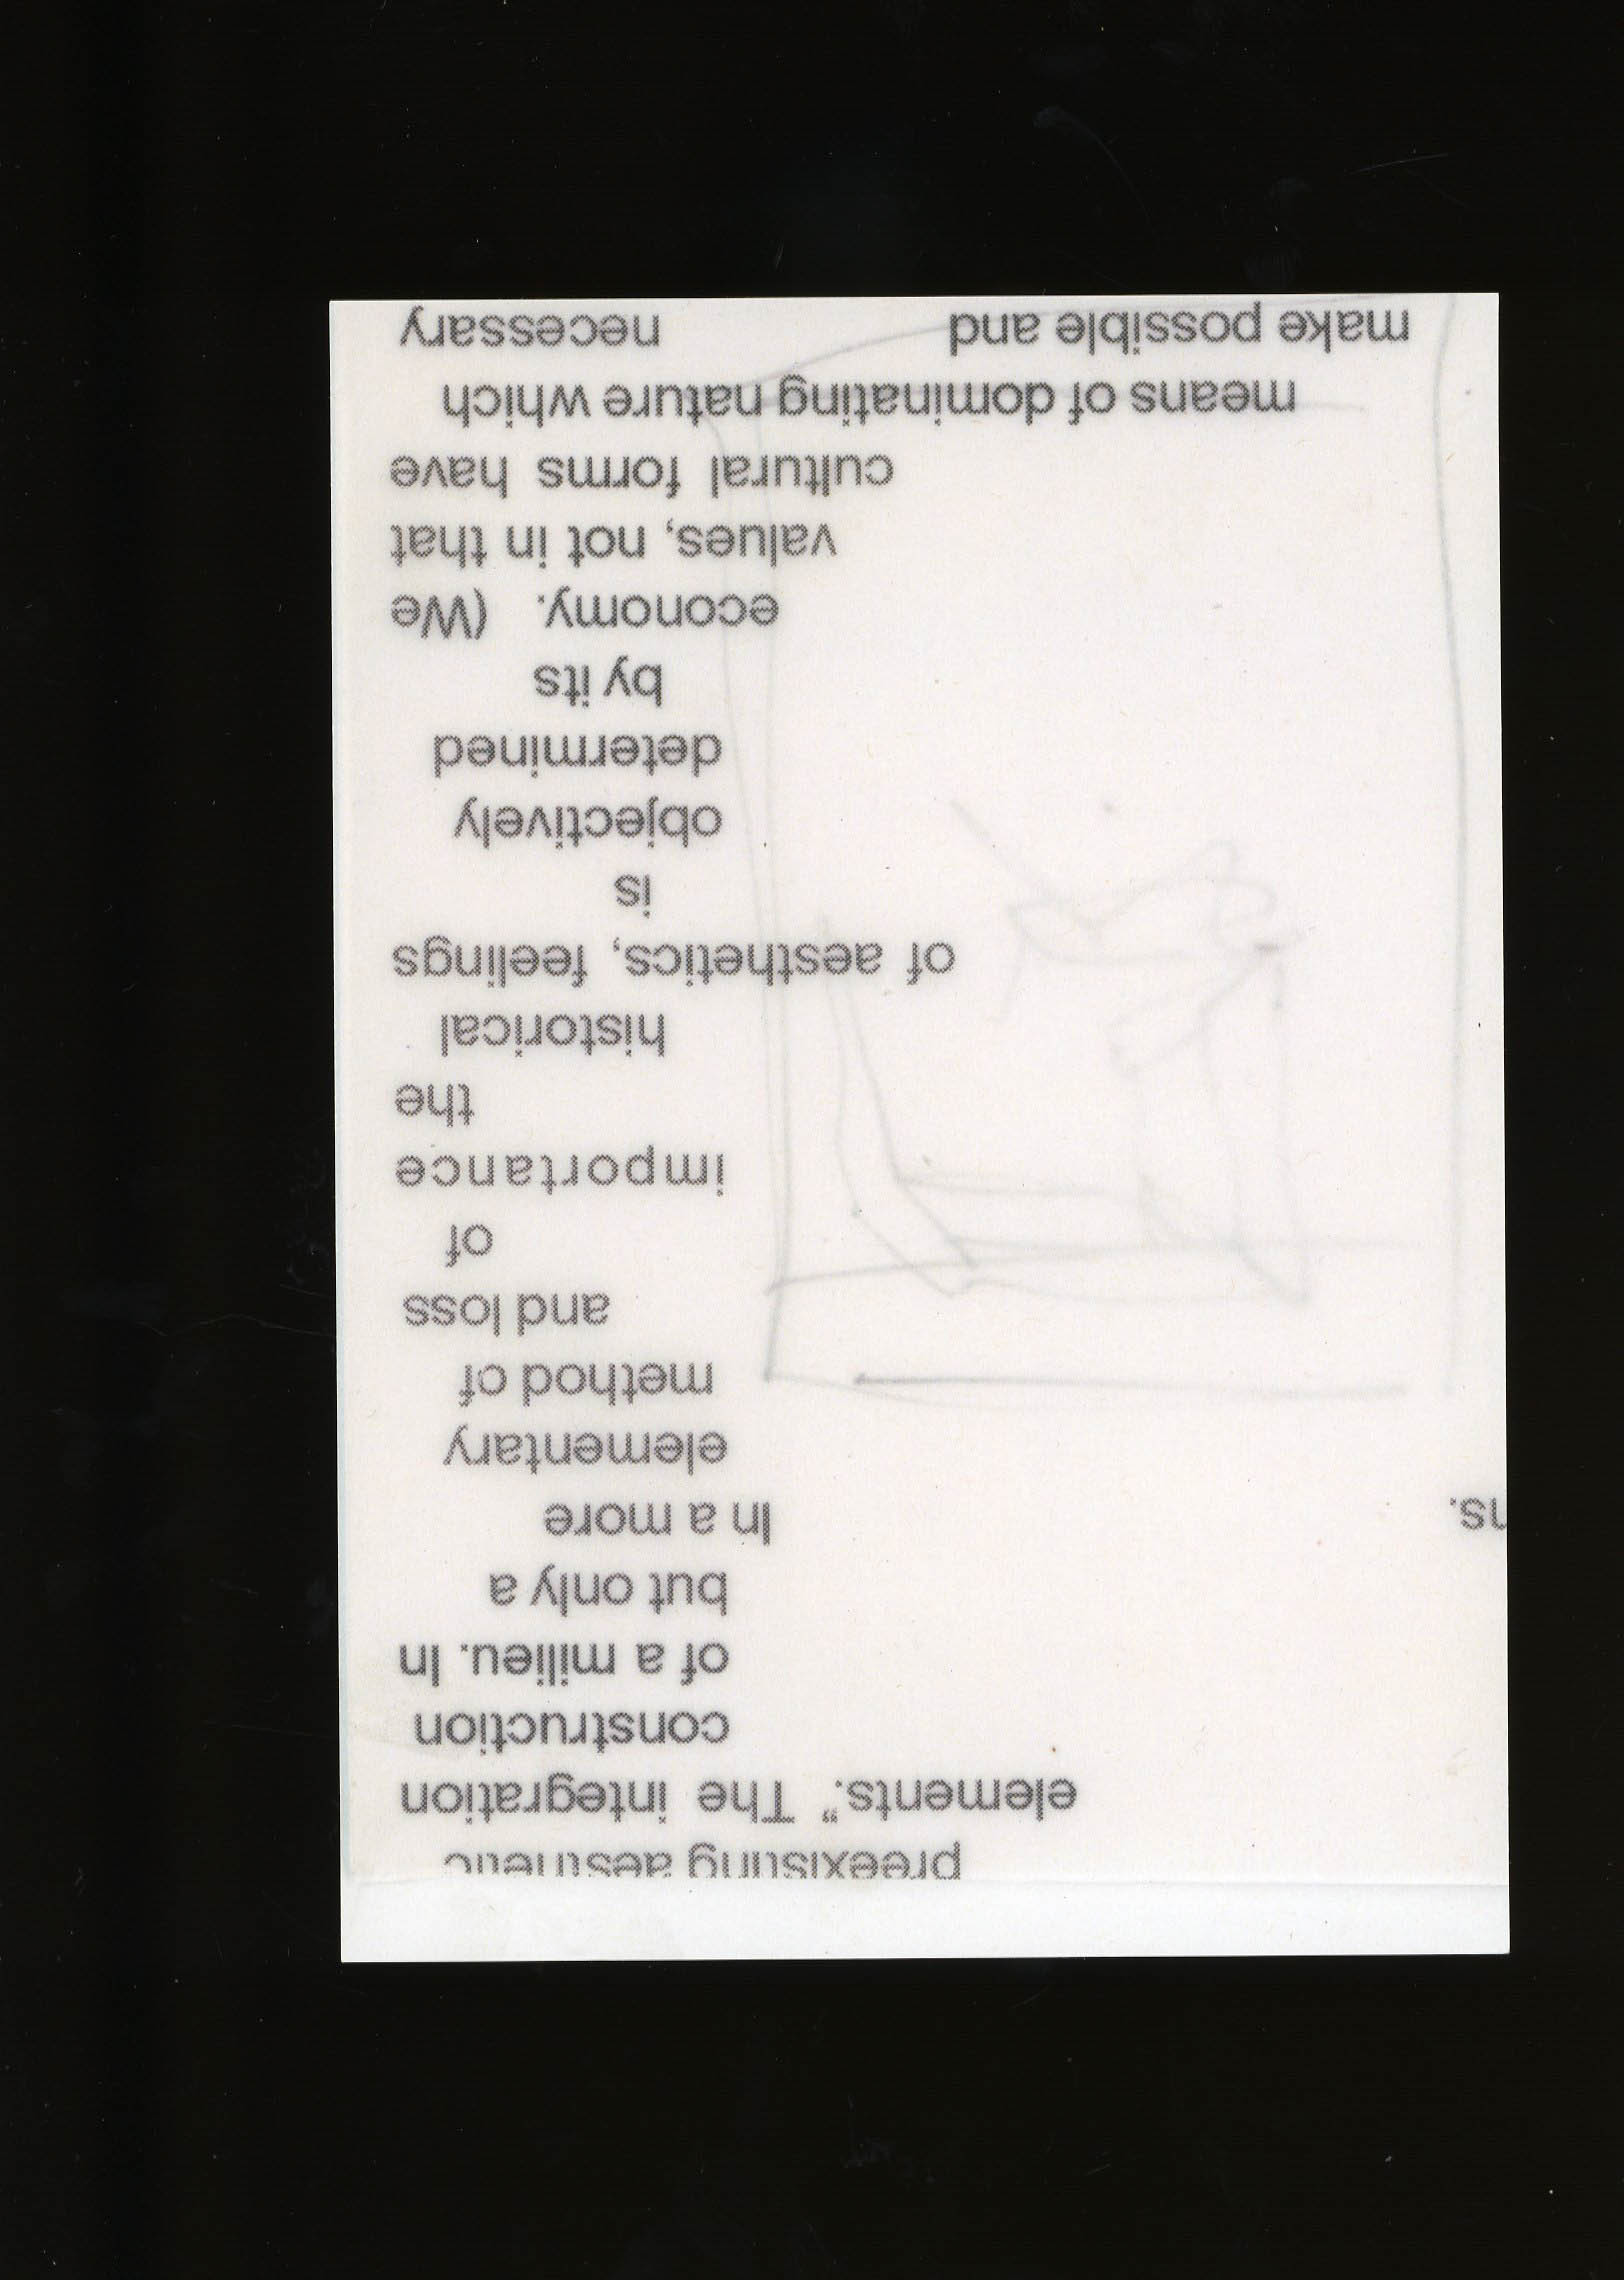 preexisting aesthetic
elements.” The integration
construction
of a milieu. In
but only a
In a more
elementary
method of
and loss
of
importance
the
historical
of aesthetics, feelings
is
objectively
determined
by its
economy. (We
values, not in that
cultural forms have
means of dominating nature which
make possible and necessary